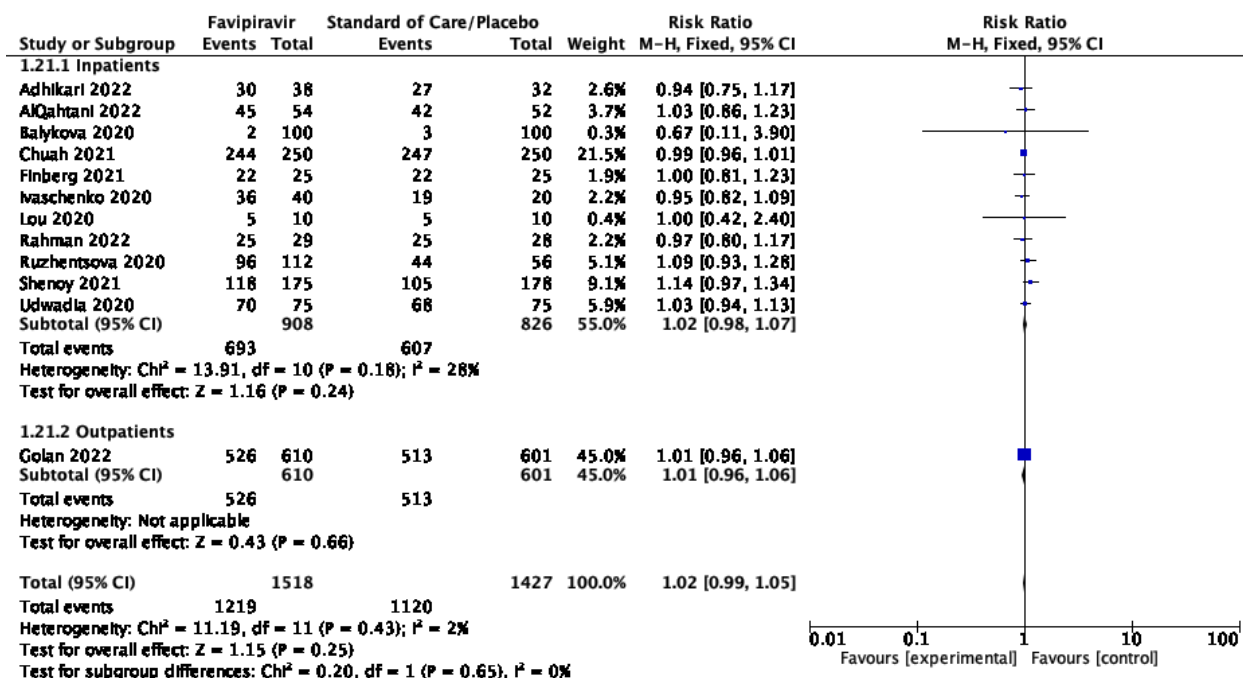 Favipiravir Standard of Care/Placebo Risk Ratio Risk Ratio
Study or Subgroup Events Total Events Total Weight M-H, Fixed, 95% CI M-H, Fixed, 95% CI
1.21.1 Inpatients
Adhikari 2022 30 38 27 32 2.6% 0.94 [0.75, 1.17]
AlQahtani 2022 45 54 42 52 3.7% 1.03 [0.86, 1.23]
Balykova 2020 2 100 3 100 0.3% 0.67 [0.11, 3.90]
Chuah 2021 244 250 247 250 21.5% 0.99 [0.96, 1.01]
Finberg 2021 22 25 22 25 1.9% 1.00 [0.81, 1.23]
Ivaschenko 2020 36 40 19 20 2.2% 0.95 [0.82, 1.09]
Lou 2020 5 10 5 10 0.4% 1.00 [0.42, 2.40]
Rahman 2022 25 29 25 28 2.2% 0.97 [0.80, 1.17]
Ruzhentsova 2020 96 112 44 56 5.1% 1.09 [0.93, 1.28]
Shenoy 2021 118 175 105 178 9.1% 1.14 [0.97, 1.34]
Udwadia 2020 70 75 68 75 5.9% 1.03 [0.94, 1.13]
Subtotal (95% CI) 908 826 55.0% 1.02 [0.98, 1.07]
Total events 693 607
Heterogeneity: Chi² = 13.91, df = 10 (P = 0.18); I² = 28%
Test for overall effect: Z = 1.16 (P = 0.24)
1.21.2 Outpatients
Golan 2022 526 610 513 601 45.0% 1.01 [0.96, 1.06]
Subtotal (95% CI) 610 601 45.0% 1.01 [0.96, 1.06]
Total events 526 513
Heterogeneity: Not applicable
Test for overall effect: Z = 0.43 (P = 0.66)
Total (95% CI) 1518 1427 100.0% 1.02 [0.99, 1.05]
Total events 1219 1120
Heterogeneity: Chi² = 11.19, df = 11 (P = 0.43); I² = 2%
Test for overall effect: Z = 1.15 (P = 0.25)
Test for subgroup differences: Chi² = 0.20, df = 1 (P = 0.65), I² = 0%
0.01 0.1 1 10 100
Favours [experimental] Favours [control]